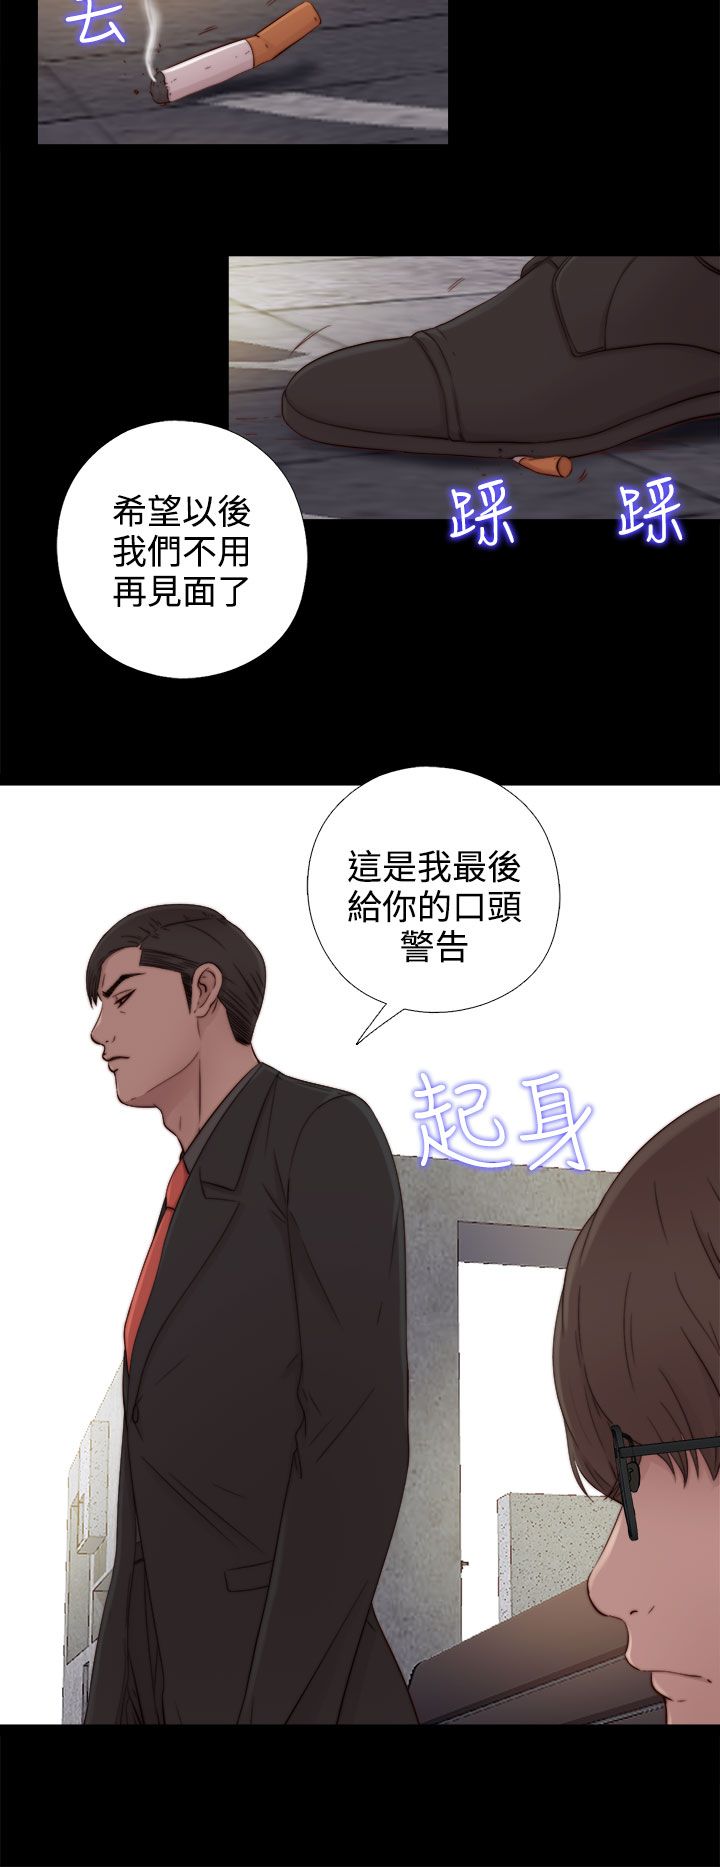 去
踩 踩
希望以後
我們不用
再見面了
這是我最後
給你的口頭
警告
起身